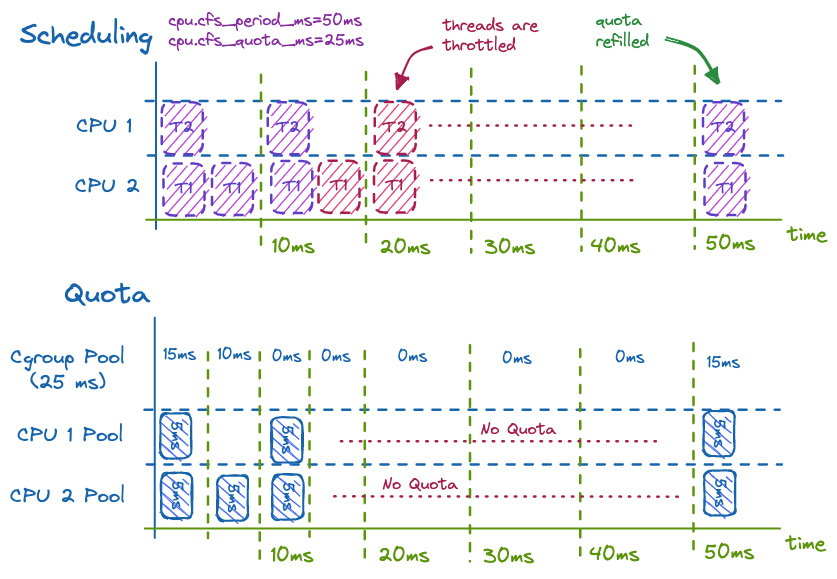 Scheduling
cpu.cfs_period_ms=50ms
cpu.cfs_quota_ms=25ms
threads are
throttled
quota
refilled
CPU 1
T2 T2 T2 T2
CPU 2
T1 T1 T1 T1 T1 T1
10ms 20ms 30ms 40ms 50ms time
Quota
Cgroup Pool
(25 ms)
15ms 10ms 0ms 0ms 0ms 0ms 0ms 15ms
CPU 1 Pool
5ms 5ms No Quota 5ms
CPU 2 Pool
5ms 5ms 5ms No Quota 5ms
10ms 20ms 30ms 40ms 50ms time